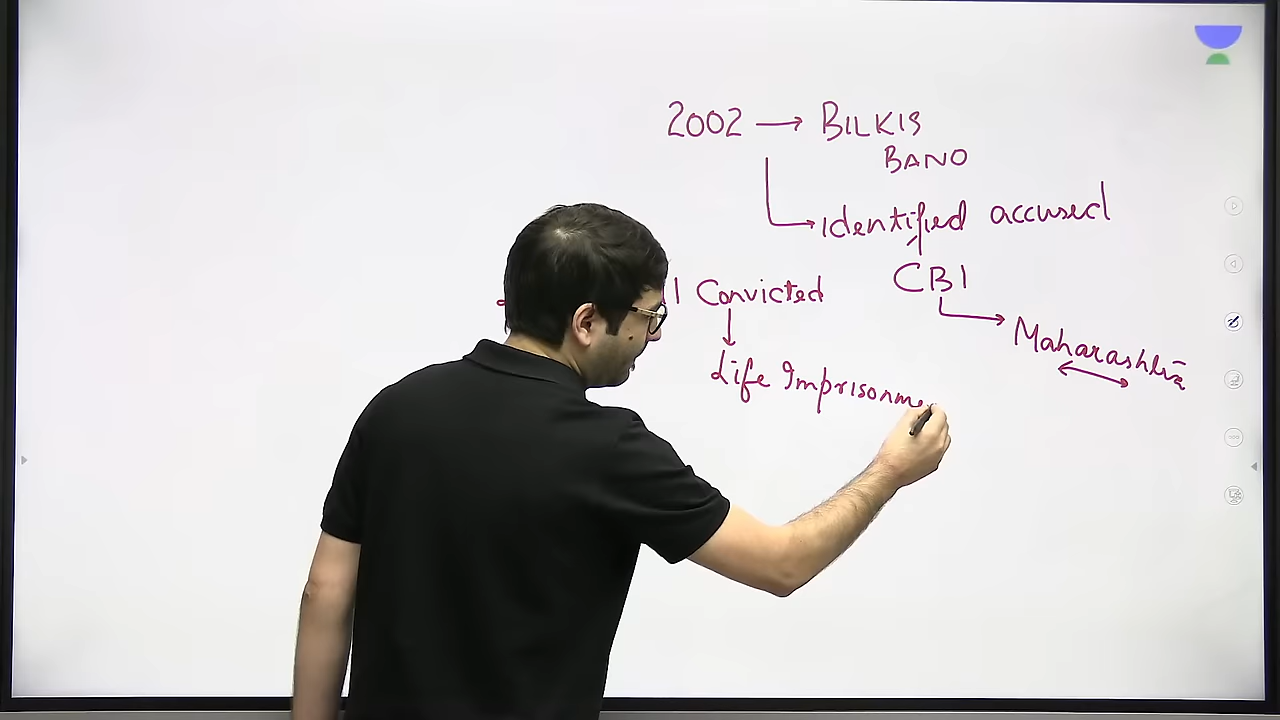 2002 → BILKIS
BANO
Identified accused
CBI
Convicted
Maharashtra
Life Imprisonme